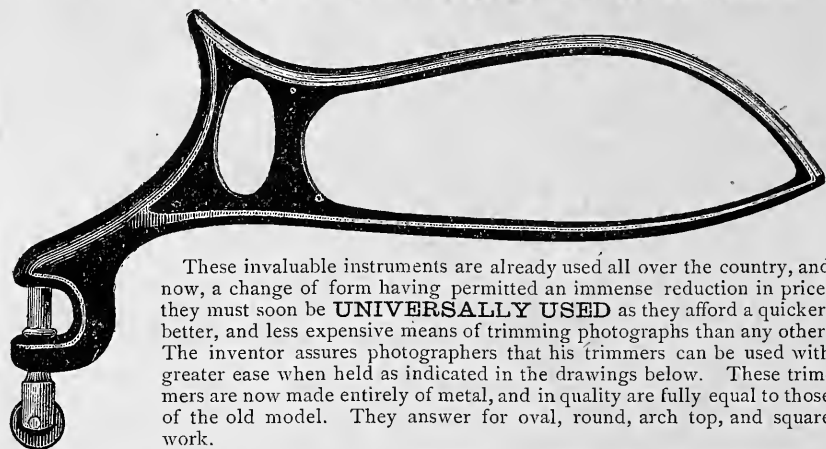 These invaluable instruments are already used all over the country, and
now, a change of form having permitted an immense reduction in price
they must soon be UNIVERSALLY USED as they afford a quicker
better, and less expensive means of trimming photographs than any other
The inventor assures photographers that his trimmers can be used with
greater ease when held as indicated in the drawings below. These trim
mers are now made entirely of metal, and in quality are fully equal to those
of the old model. They answer for oval, round, arch top, and square
work.